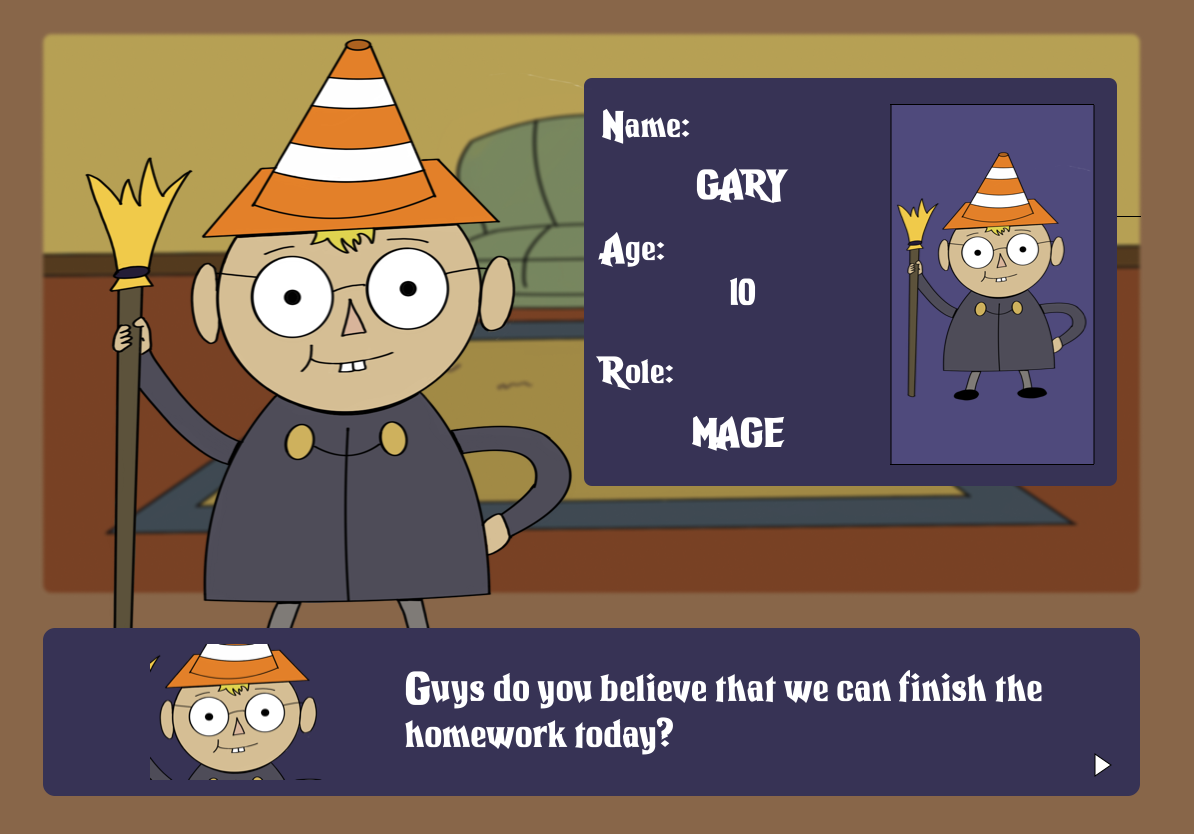 Name:
GARY
Age:
10
Role:
MAGE
Guys do you believe that we can finish the
homework today?